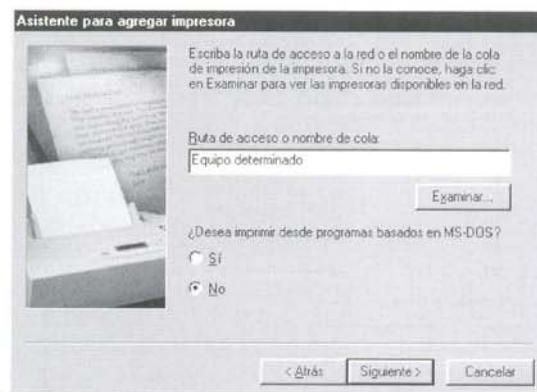 Asistente para agregar impresora
Escriba la ruta de acceso a la red o el nombre de la cola
de impresión de la impresora. Si no la conoce, haga clic
en Examinar para ver las impresoras disponibles en la red.
Ruta de acceso o nombre de cola:
Equipo determinado
Examinar...
¿Desea imprimir desde programas basados en MS-DOS?
Sí
No
< Atrás
Siguiente >
Cancelar